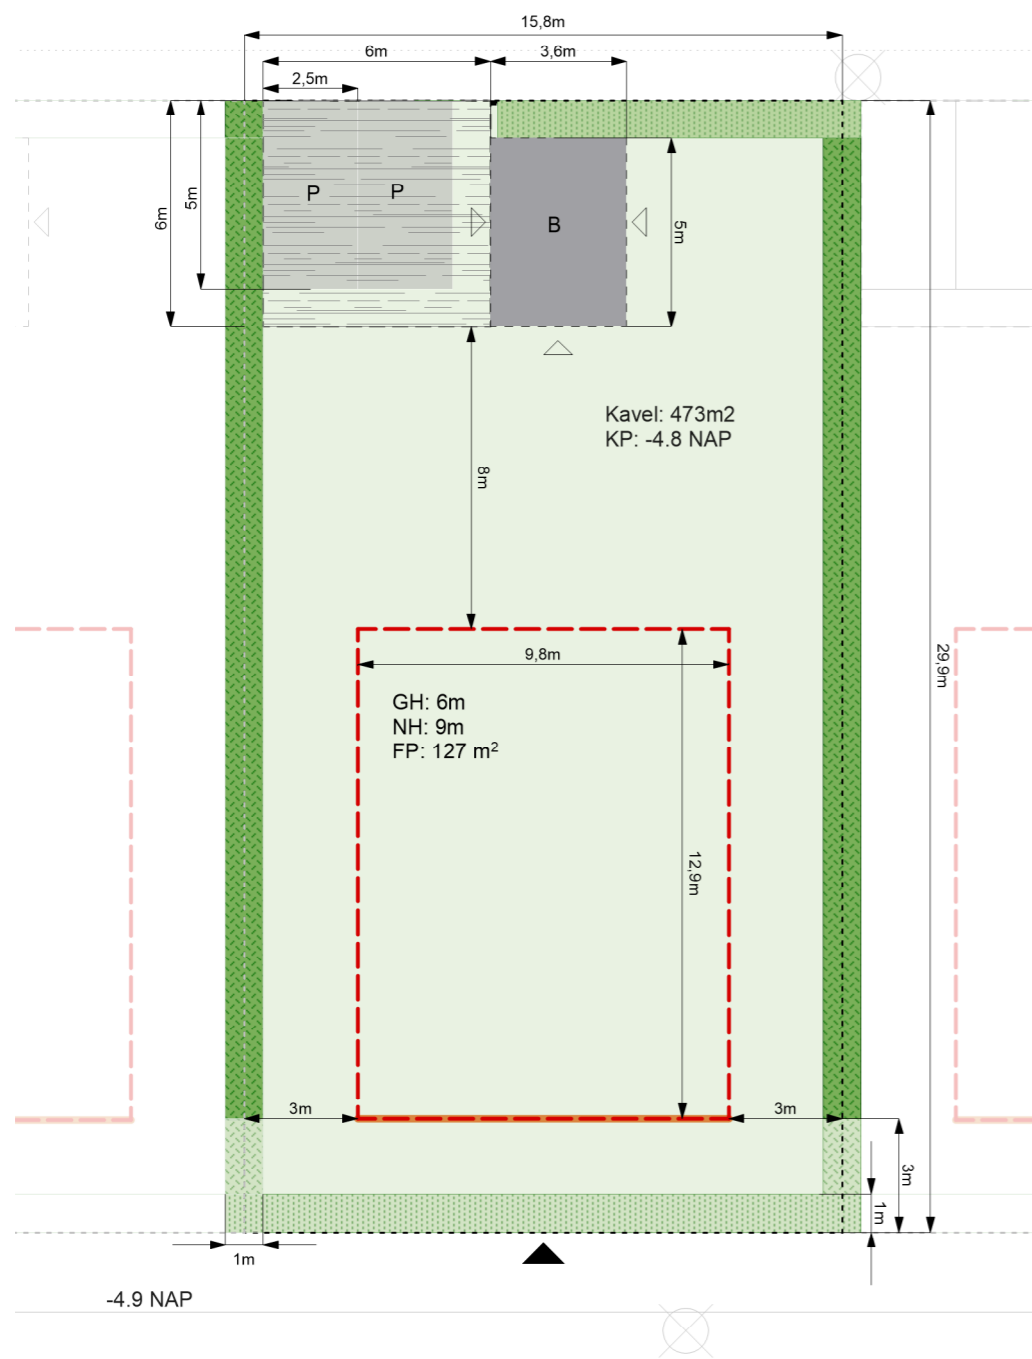 15,8m
6m
3,6m
2,5m
P
P
B
5m
6m
5m
Kavel: 473m2
KP: -4.8 NAP
8m
29,9m
9,8m
GH: 6m
NH: 9m
FP: 127 m²
12,9m
3m
3m
3m
1m
1m
-4.9 NAP